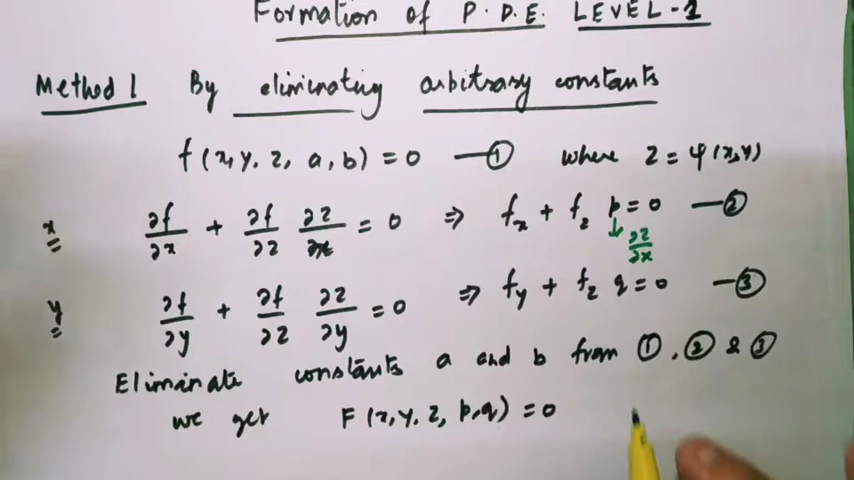 Formation of P.D.E. LEVEL-1
Method 1 By eliminating arbitrary constants
f(x,y,z,a,b) = 0 —① where z = φ(x,y)
x ∂f/∂x + ∂f/∂z ∂z/∂x = 0 ⇒ fx + fz p = 0 —②
↓ ∂z/∂x
y ∂f/∂y + ∂f/∂z ∂z/∂y = 0 ⇒ fy + fz q = 0 —③
Eliminate constants a and b from ①, ② & ③
we get F(x,y,z,p,q) = 0